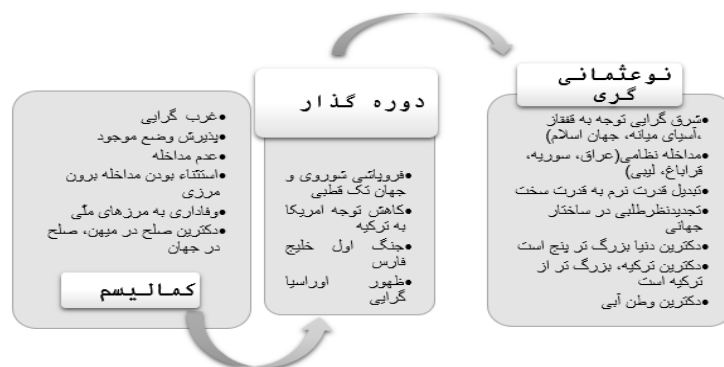 غرب گرایی
پذیرش وضع موجود
عدم مداخله
استثناء بودن مداخله برون
مرزی
وفاداری به مرزهای ملّی
دکترین صلح در میهن، صلح
در جهان
کمالیسم
دوره گذار
فروپاشی شوروی و
جهان تک قطبی
کاهش توجه امریکا
به ترکیه
جنگ اول خلیج
فارس
ظهور اوراسیا
گرایی
نوعثمانی
گری
شرق گرایی توجه به قفقاز
،آسیای میانه، جهان اسلام)
مداخله نظامی(عراق، سوریه،
قراباغ، لیبی)
تبدیل قدرت نرم به قدرت سخت
تجدیدنظرطلبی در ساختار
جهانی
دکترین دنیا بزرگ تر پنج است
دکترین ترکیه، بزرگ تر از
ترکیه است
دکترین وطن آبی